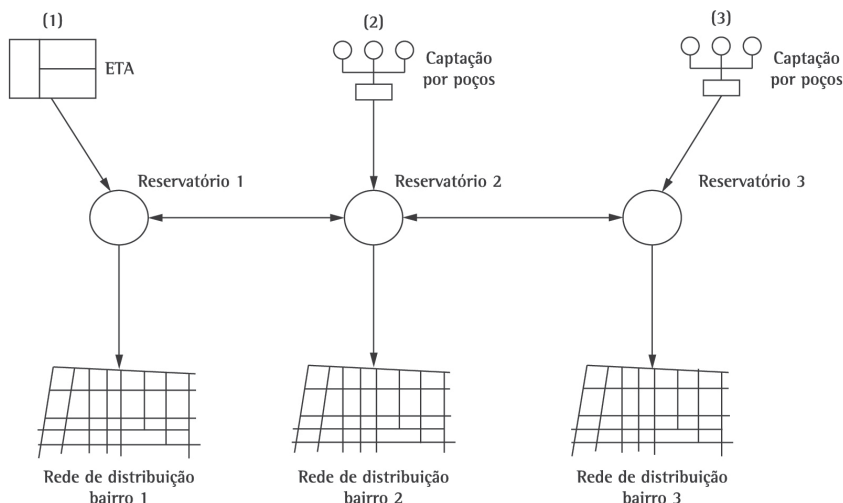 (1)
(2)
(3)
ETA
Captação
por poços
Captação
por poços
Reservatório 1
Reservatório 2
Reservatório 3
Rede de distribuição
bairro 1
Rede de distribuição
bairro 2
Rede de distribuição
bairro 3